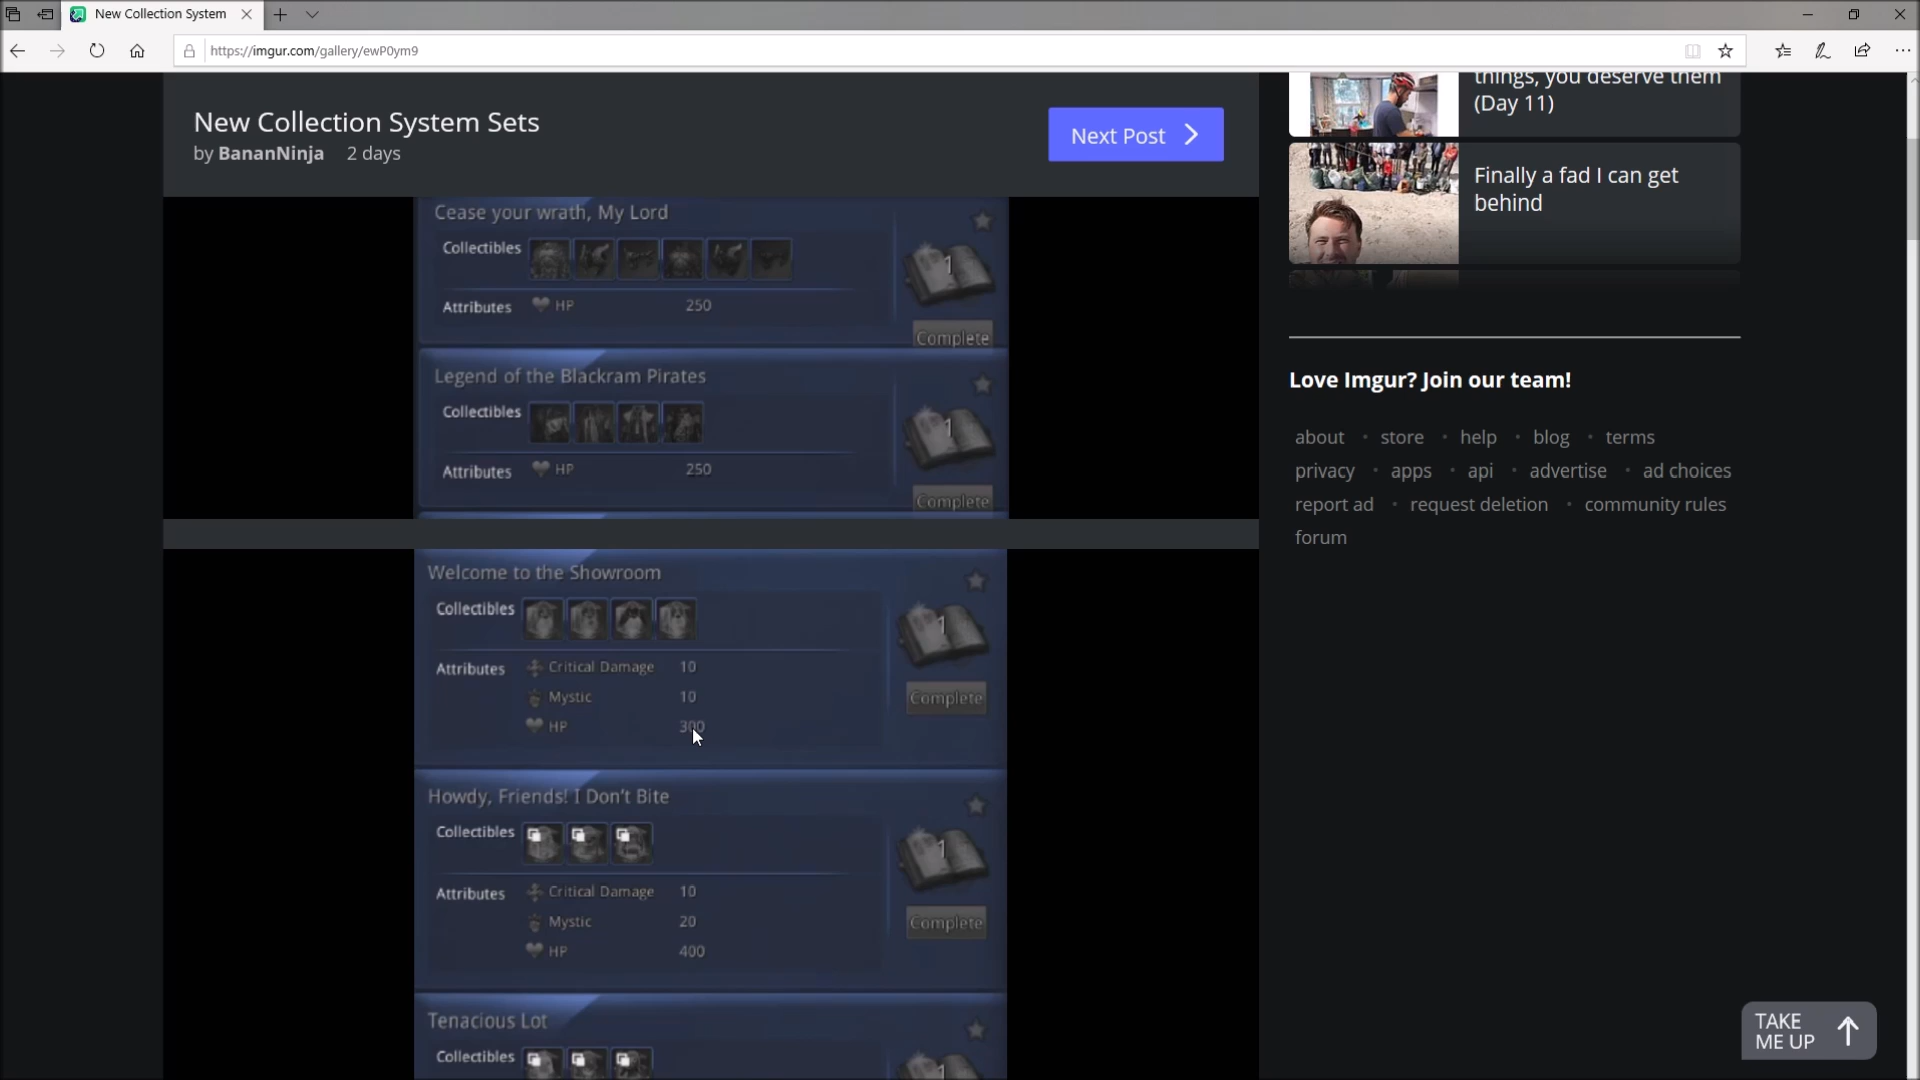 New Collection System
https://imgur.com/gallery/ewP0ym9
New Collection System Sets
by BananNinja 2 days
Next Post
Cease your wrath, My Lord
Collectibles
1
Attributes HP 250
Complete
Legend of the Blackram Pirates
Collectibles
1
Attributes HP 250
Complete
Welcome to the Showroom
Collectibles
1
Attributes Critical Damage 10
Mystic 10
Complete
HP 300
Howdy, Friends! I Don't Bite
Collectibles
1
Attributes Critical Damage 10
Mystic 20
Complete
HP 400
Tenacious Lot
Collectibles
1
things, you deserve them
(Day 11)
Finally a fad I can get
behind
Love Imgur? Join our team!
about • store • help • blog • terms
privacy • apps • api • advertise • ad choices
report ad • request deletion • community rules
forum
TAKE
ME UP